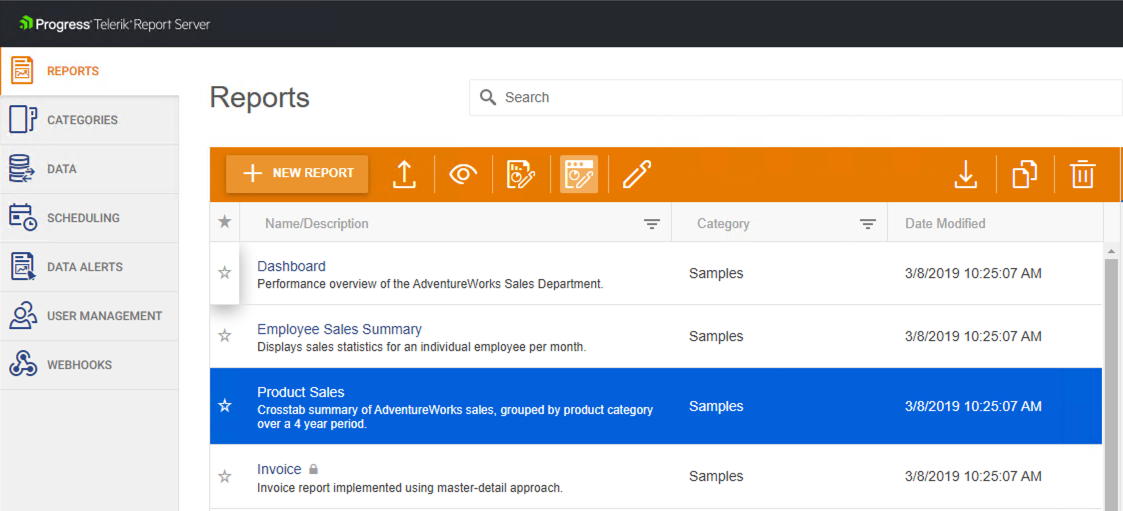 Progress® Telerik® Report Server
REPORTS
CATEGORIES
DATA
SCHEDULING
DATA ALERTS
USER MANAGEMENT
WEBHOOKS
Reports
Search
NEW REPORT
Name/Description Category Date Modified
Dashboard
Performance overview of the AdventureWorks Sales Department.
Samples 3/8/2019 10:25:07 AM
Employee Sales Summary
Displays sales statistics for an individual employee per month.
Samples 3/8/2019 10:25:07 AM
Product Sales
Crosstab summary of AdventureWorks sales, grouped by product category
over a 4 year period.
Samples 3/8/2019 10:25:07 AM
Invoice
Invoice report implemented using master-detail approach.
Samples 3/8/2019 10:25:07 AM